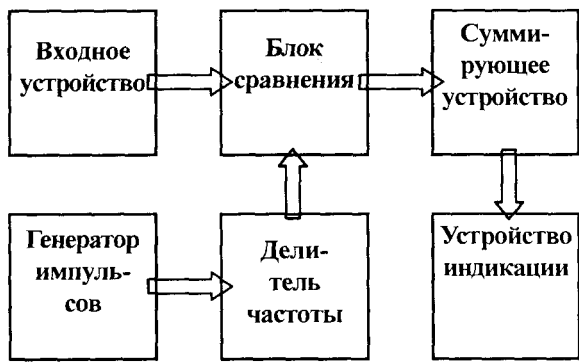 Входное
устройство
Блок
сравнения
Сумми-
рующее
устройство
Генератор
импуль-
сов
Дели-
тель
частоты
Устройство
индикации